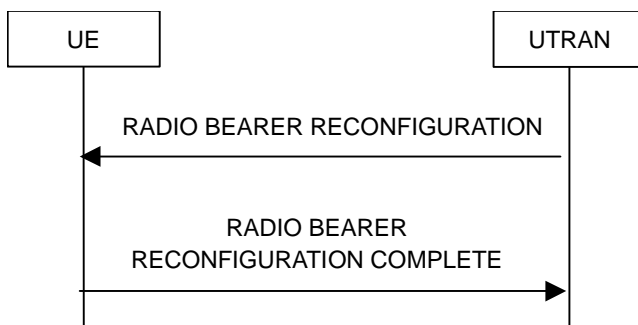 UE
UTRAN
RADIO BEARER RECONFIGURATION
RADIO BEARER
RECONFIGURATION COMPLETE